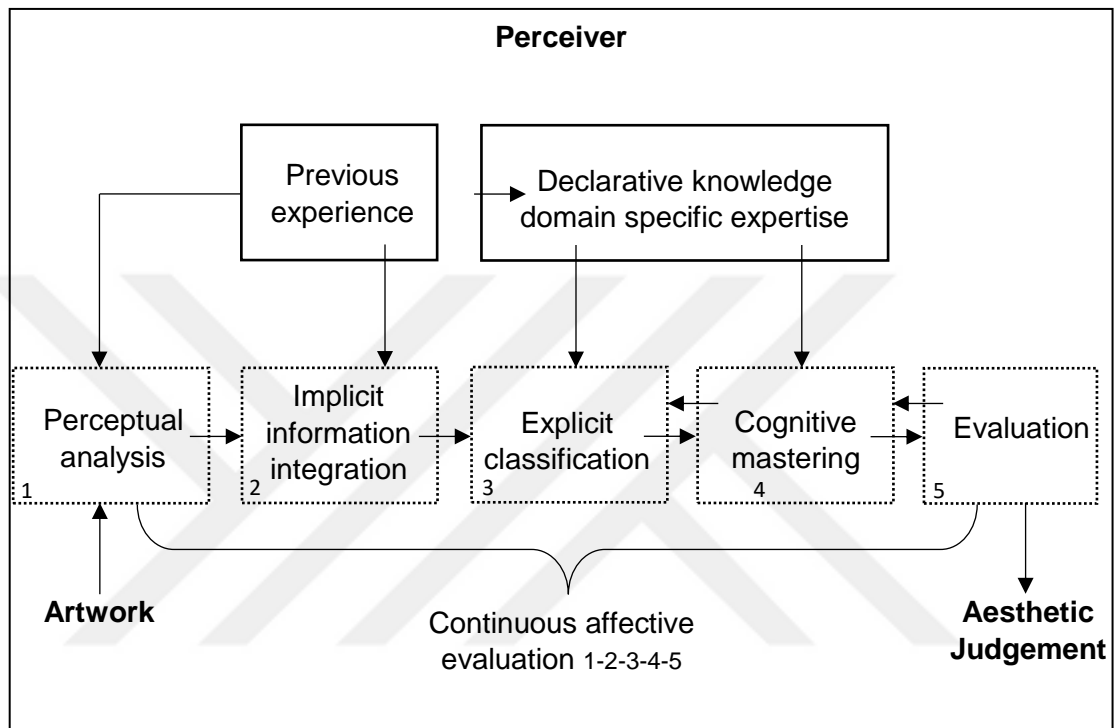 Perceiver
Previous
experience
Declarative knowledge
domain specific expertise
Perceptual
analysis
1
Implicit
information
integration
2
Explicit
classification
3
Cognitive
mastering
4
Evaluation
5
Artwork
Continuous affective
evaluation 1-2-3-4-5
Aesthetic
Judgement